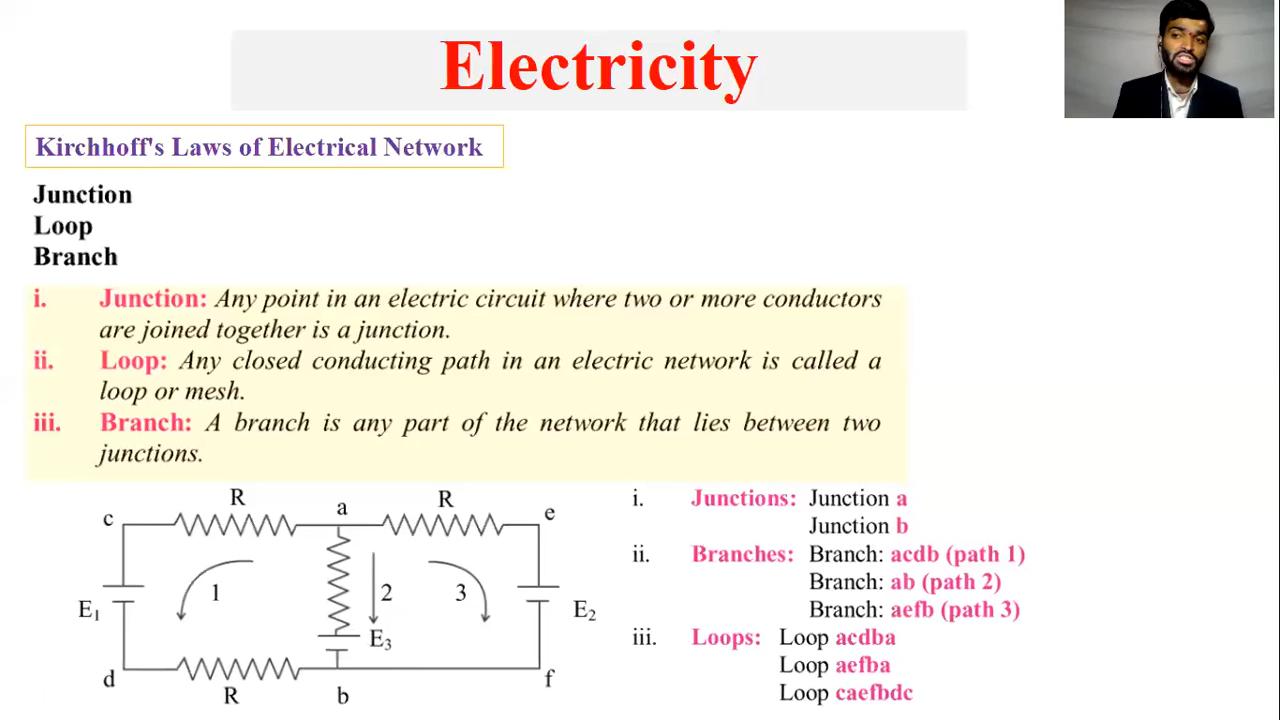 Electricity
Kirchhoff's Laws of Electrical Network
Junction
Loop
Branch
i. Junction: Any point in an electric circuit where two or more conductors
are joined together is a junction.
ii. Loop: Any closed conducting path in an electric network is called a
loop or mesh.
iii. Branch: A branch is any part of the network that lies between two
junctions.
R
a
R
c
e
1
2
3
E₁
E₂
E₃
d
R
b
f
i. Junctions: Junction a
Junction b
ii. Branches: Branch: acdb (path 1)
Branch: ab (path 2)
Branch: aefb (path 3)
iii. Loops: Loop acdba
Loop aefba
Loop caefbdc